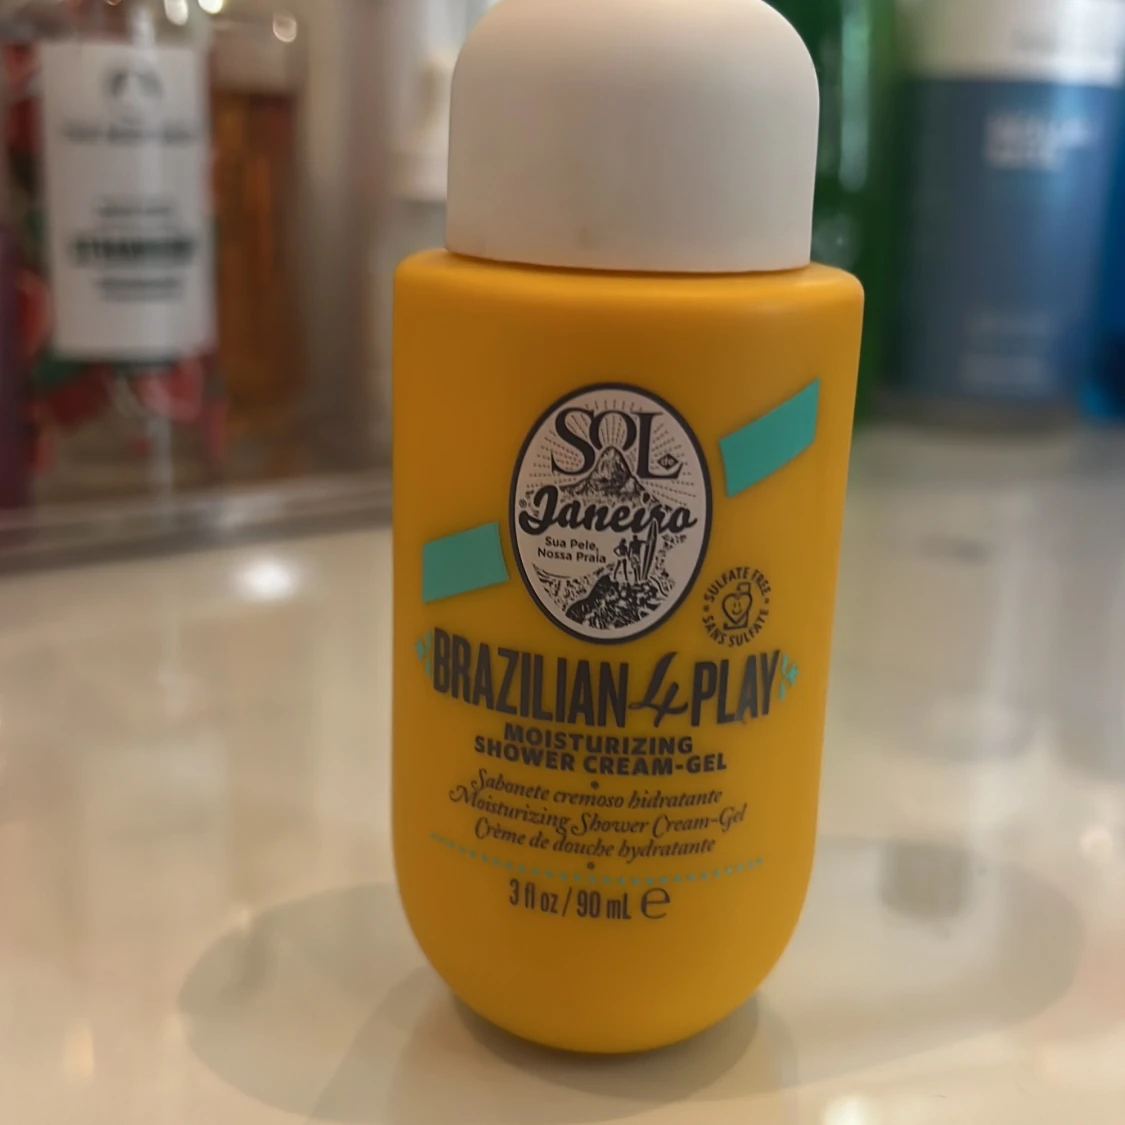 SOL
de
Janeiro
®
Sua Pele,
Nossa Praia
SULFATE FREE
SANS SULFATE
BRAZILIAN 4 PLAY
MOISTURIZING
SHOWER CREAM-GEL
Sabonete cremoso hidratante
Moisturizing Shower Cream-Gel
Crème de douche hydratante
3 fl oz / 90 mL ℮